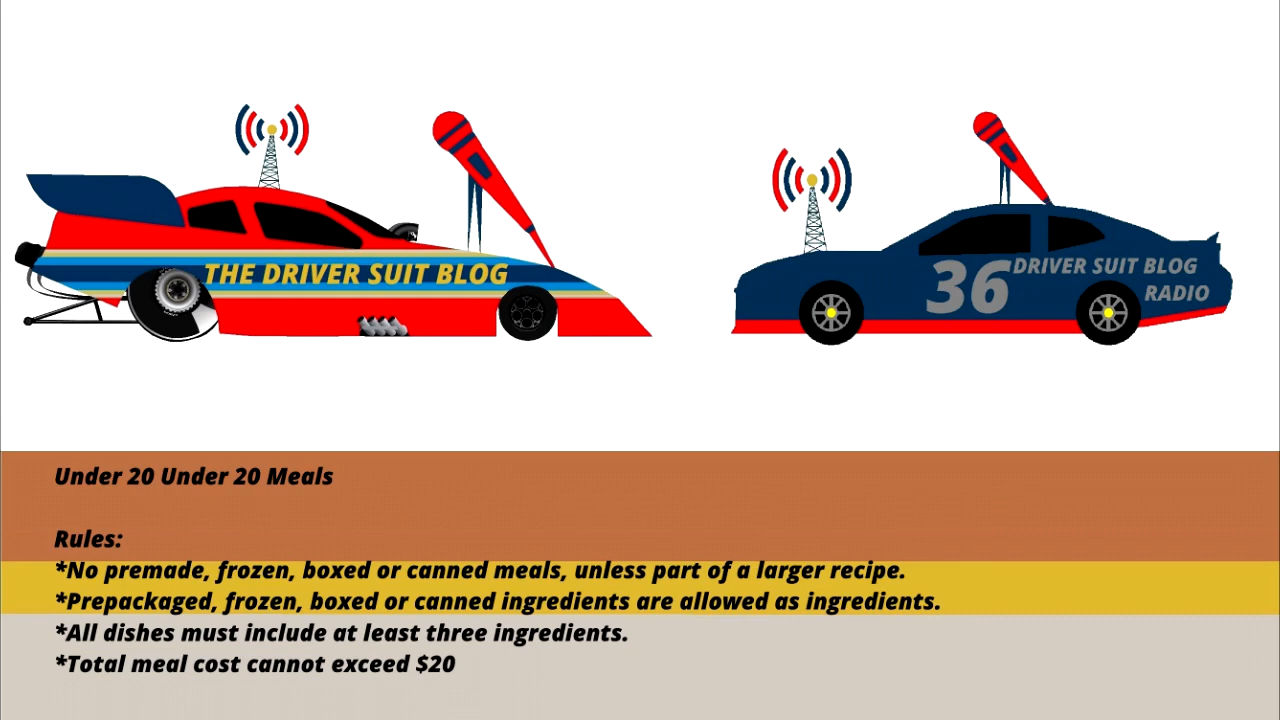 THE DRIVER SUIT BLOG
36
DRIVER SUIT BLOG
RADIO
Under 20 Under 20 Meals
Rules:
*No premade, frozen, boxed or canned meals, unless part of a larger recipe.
*Prepackaged, frozen, boxed or canned ingredients are allowed as ingredients.
*All dishes must include at least three ingredients.
*Total meal cost cannot exceed $20